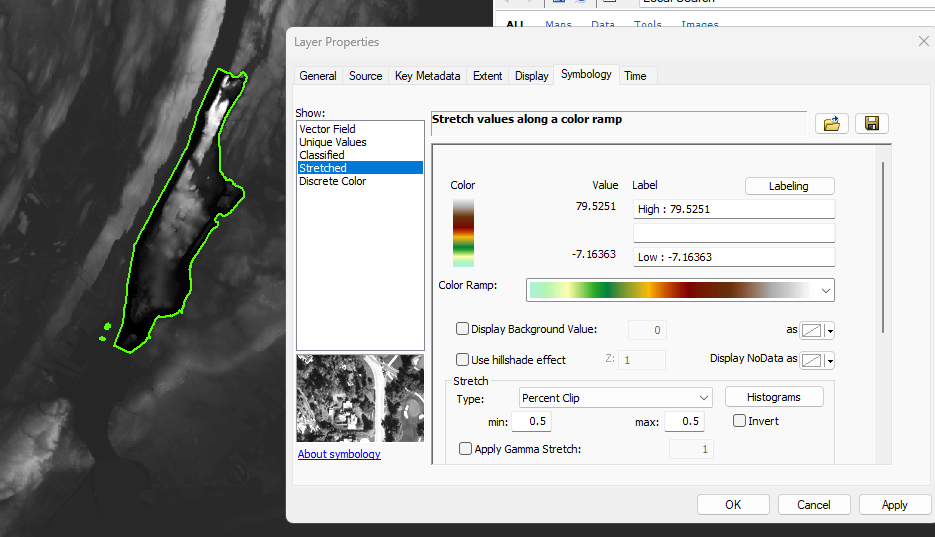 Local Search
ALL Maps Data Tools Images
Layer Properties
General Source Key Metadata Extent Display Symbology Time
Show:
Vector Field
Unique Values
Classified
Stretched
Discrete Color
About symbology
Stretch values along a color ramp
Color Value Label Labeling
79.5251 High : 79.5251
-7.16363 Low : -7.16363
Color Ramp:
Display Background Value: 0 as
Use hillshade effect Z: 1 Display NoData as
Stretch
Type: Percent Clip Histograms
min: 0.5 max: 0.5 Invert
Apply Gamma Stretch: 1
OK Cancel Apply